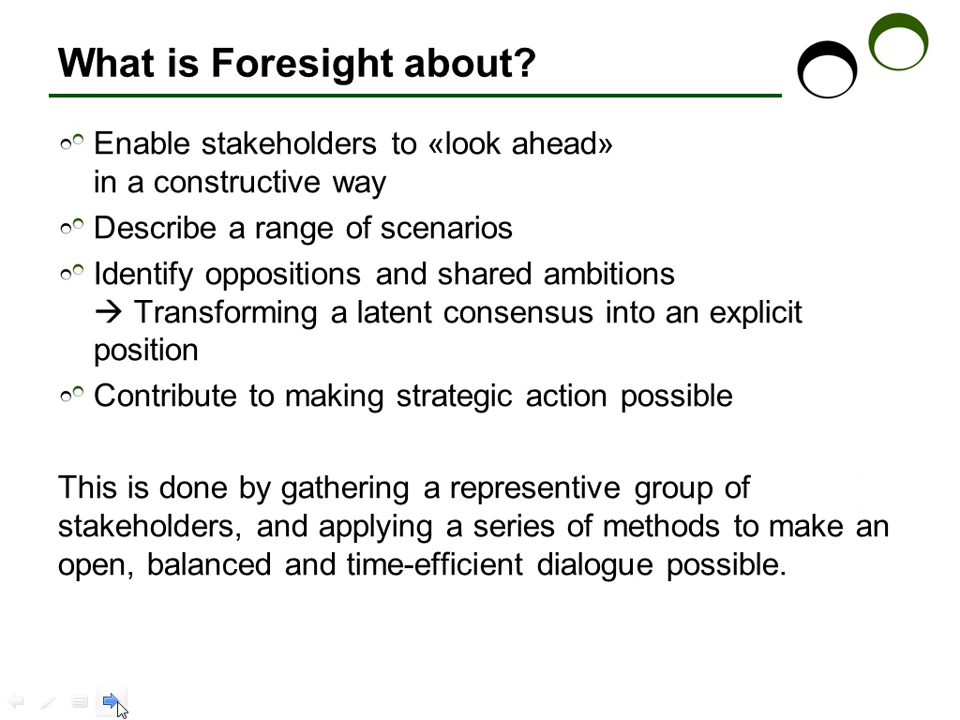 What is Foresight about?
Enable stakeholders to «look ahead»
in a constructive way
Describe a range of scenarios
Identify oppositions and shared ambitions
→ Transforming a latent consensus into an explicit
position
Contribute to making strategic action possible
This is done by gathering a representive group of
stakeholders, and applying a series of methods to make an
open, balanced and time-efficient dialogue possible.